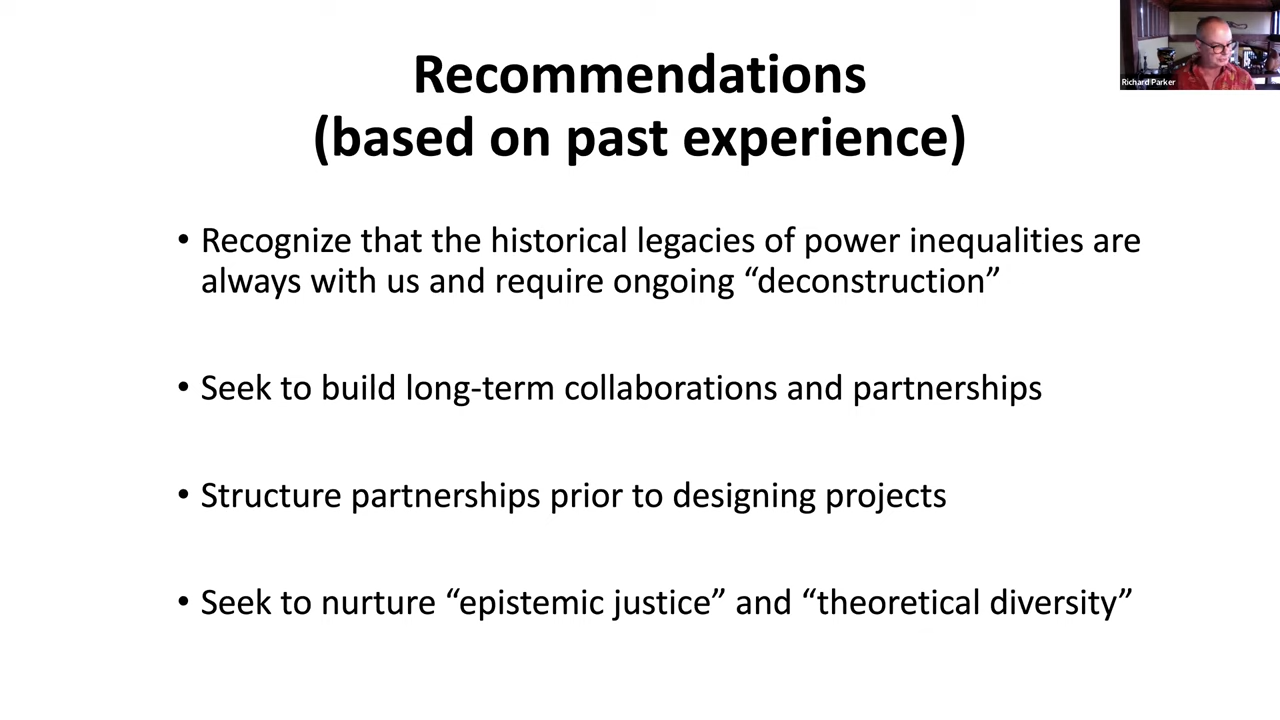 Richard Parker
Recommendations
(based on past experience)
• Recognize that the historical legacies of power inequalities are
always with us and require ongoing “deconstruction”
• Seek to build long-term collaborations and partnerships
• Structure partnerships prior to designing projects
• Seek to nurture “epistemic justice” and “theoretical diversity”